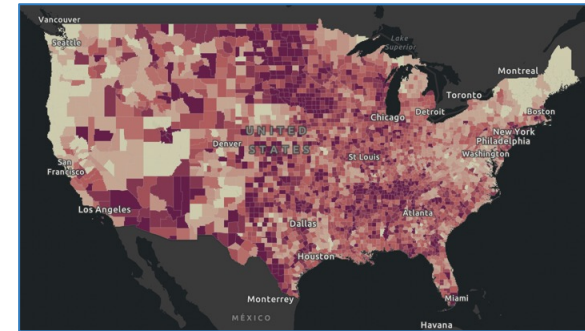 Vancouver
Seattle
Lake
Superior
Montreal
Toronto
Chicago
Detroit
Boston
New York
Philadelphia
UNITED
STATES
Denver
Washington
St Louis
San
Francisco
Los Angeles
Atlanta
Dallas
Houston
Monterrey
Miami
MÉXICO
Havana